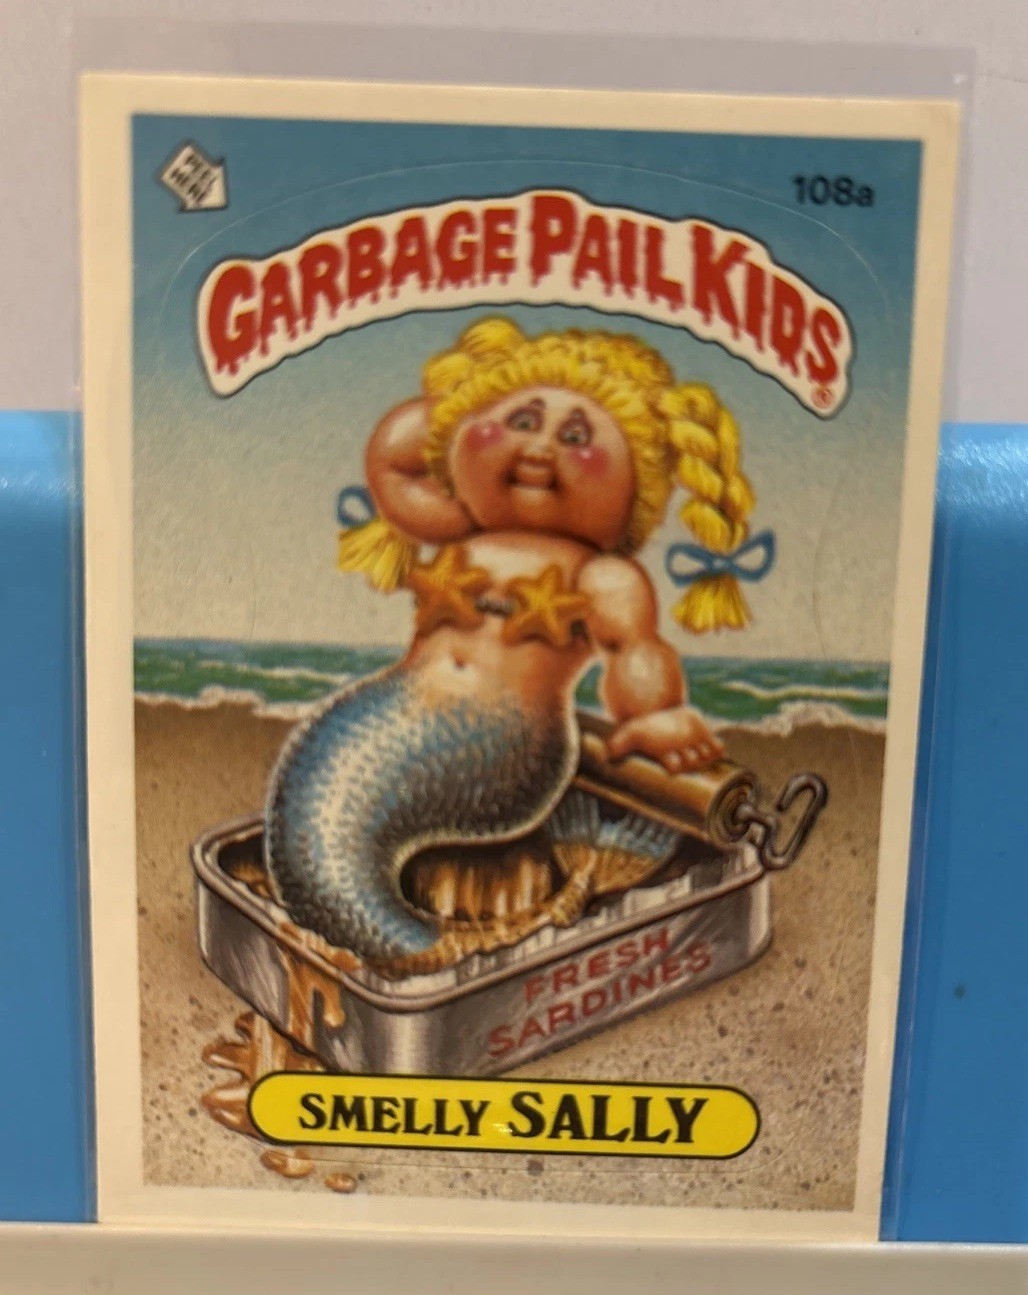 PEEL
HERE
108a
GARBAGE PAIL KIDS
®
FRESH
SARDINES
SMELLY SALLY